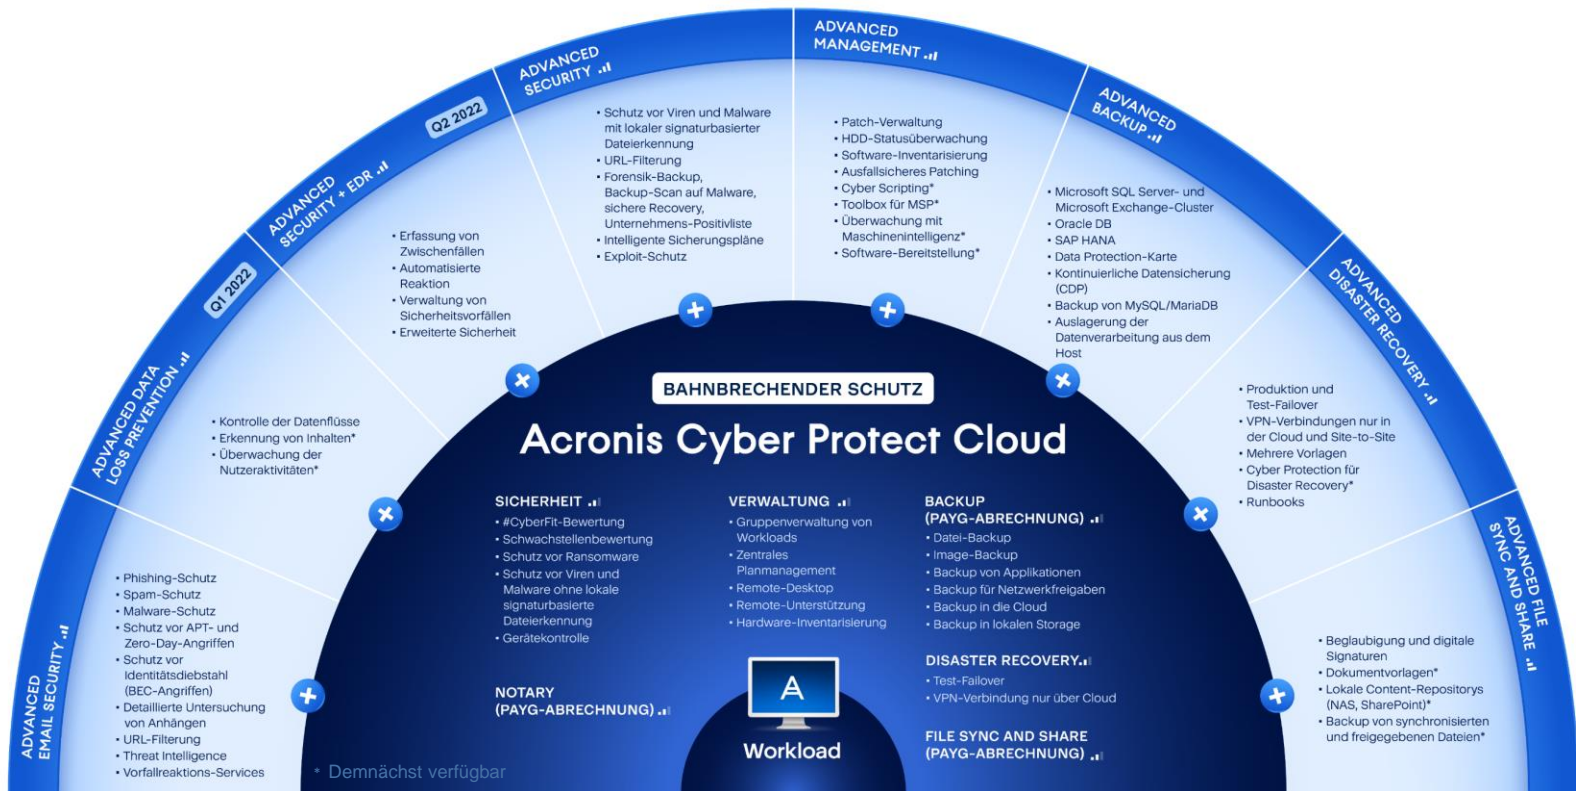 ADVANCED
EMAIL SECURITY
• Phishing-Schutz
• Spam-Schutz
• Malware-Schutz
• Schutz vor APT- und
Zero-Day-Angriffen
• Schutz vor
Identitätsdiebstahl
(BEC-Angriffen)
• Detaillierte Untersuchung
von Anhängen
• URL-Filterung
• Threat Intelligence
• Vorfallreaktions-Services
ADVANCED DATA
LOSS PREVENTION
Q1 2022
• Kontrolle der Datenflüsse
• Erkennung von Inhalten*
• Überwachung der
Nutzeraktivitäten*
ADVANCED
SECURITY + EDR
Q2 2022
• Erfassung von
Zwischenfällen
• Automatisierte
Reaktion
• Verwaltung von
Sicherheitsvorfällen
• Erweiterte Sicherheit
ADVANCED
SECURITY
• Schutz vor Viren und Malware
mit lokaler signaturbasierter
Dateierkennung
• URL-Filterung
• Forensik-Backup,
Backup-Scan auf Malware,
sichere Recovery,
Unternehmens-Positivliste
• Intelligente Sicherungspläne
• Exploit-Schutz
ADVANCED
MANAGEMENT
• Patch-Verwaltung
• HDD-Statusüberwachung
• Software-Inventarisierung
• Ausfallsicheres Patching
• Cyber Scripting*
• Toolbox für MSP*
• Überwachung mit
Maschinenintelligenz*
• Software-Bereitstellung*
ADVANCED
BACKUP
• Microsoft SQL Server- und
Microsoft Exchange-Cluster
• Oracle DB
• SAP HANA
• Data Protection-Karte
• Kontinuierliche Datensicherung
(CDP)
• Backup von MySQL/MariaDB
• Auslagerung der
Datenverarbeitung aus dem
Host
ADVANCED
DISASTER RECOVERY
• Produktion und
Test-Failover
• VPN-Verbindungen nur in
der Cloud und Site-to-Site
• Mehrere Vorlagen
• Cyber Protection für
Disaster Recovery*
• Runbooks
ADVANCED FILE
SYNC AND SHARE
• Beglaubigung und digitale
Signaturen
• Dokumentvorlagen*
• Lokale Content-Repositorys
(NAS, SharePoint)*
• Backup von synchronisierten
und freigegebenen Dateien*
BAHNBRECHENDER SCHUTZ
Acronis Cyber Protect Cloud
SICHERHEIT
• #CyberFit-Bewertung
• Schwachstellenbewertung
• Schutz vor Ransomware
• Schutz vor Viren und
Malware ohne lokale
signaturbasierte
Dateierkennung
• Gerätekontrolle
NOTARY
(PAYG-ABRECHNUNG)
VERWALTUNG
• Gruppenverwaltung von
Workloads
• Zentrales
Planmanagement
• Remote-Desktop
• Remote-Unterstützung
• Hardware-Inventarisierung
BACKUP
(PAYG-ABRECHNUNG)
• Datei-Backup
• Image-Backup
• Backup von Applikationen
• Backup für Netzwerkfreigaben
• Backup in die Cloud
• Backup in lokalen Storage
DISASTER RECOVERY
• Test-Failover
• VPN-Verbindung nur über Cloud
FILE SYNC AND SHARE
(PAYG-ABRECHNUNG)
A
Workload
* Demnächst verfügbar